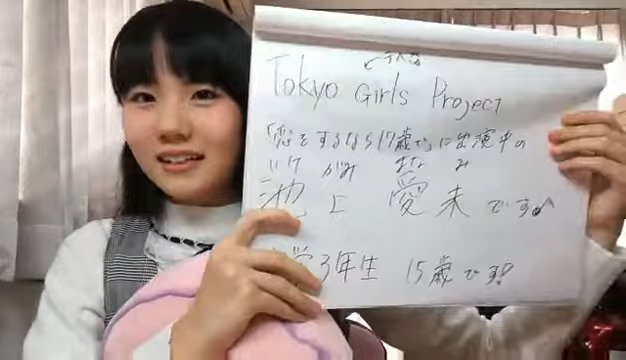 Tokyo Girls Project
「恋をするなら17歳で」に出演中の
いけ がみ まな み
池上 愛未です♪
学3年生 15歳です!